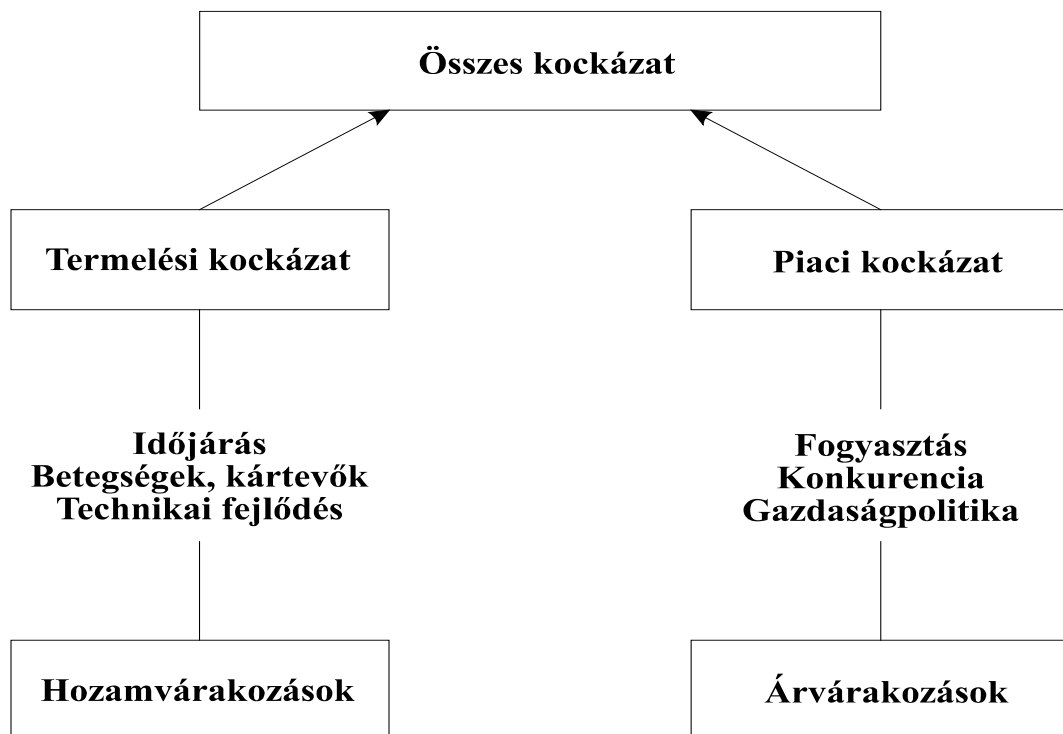 Összes kockázat
Termelési kockázat
Piaci kockázat
Időjárás
Betegségek, kártevők
Technikai fejlődés
Fogyasztás
Konkurencia
Gazdaságpolitika
Hozamvárakozások
Árvárakozások